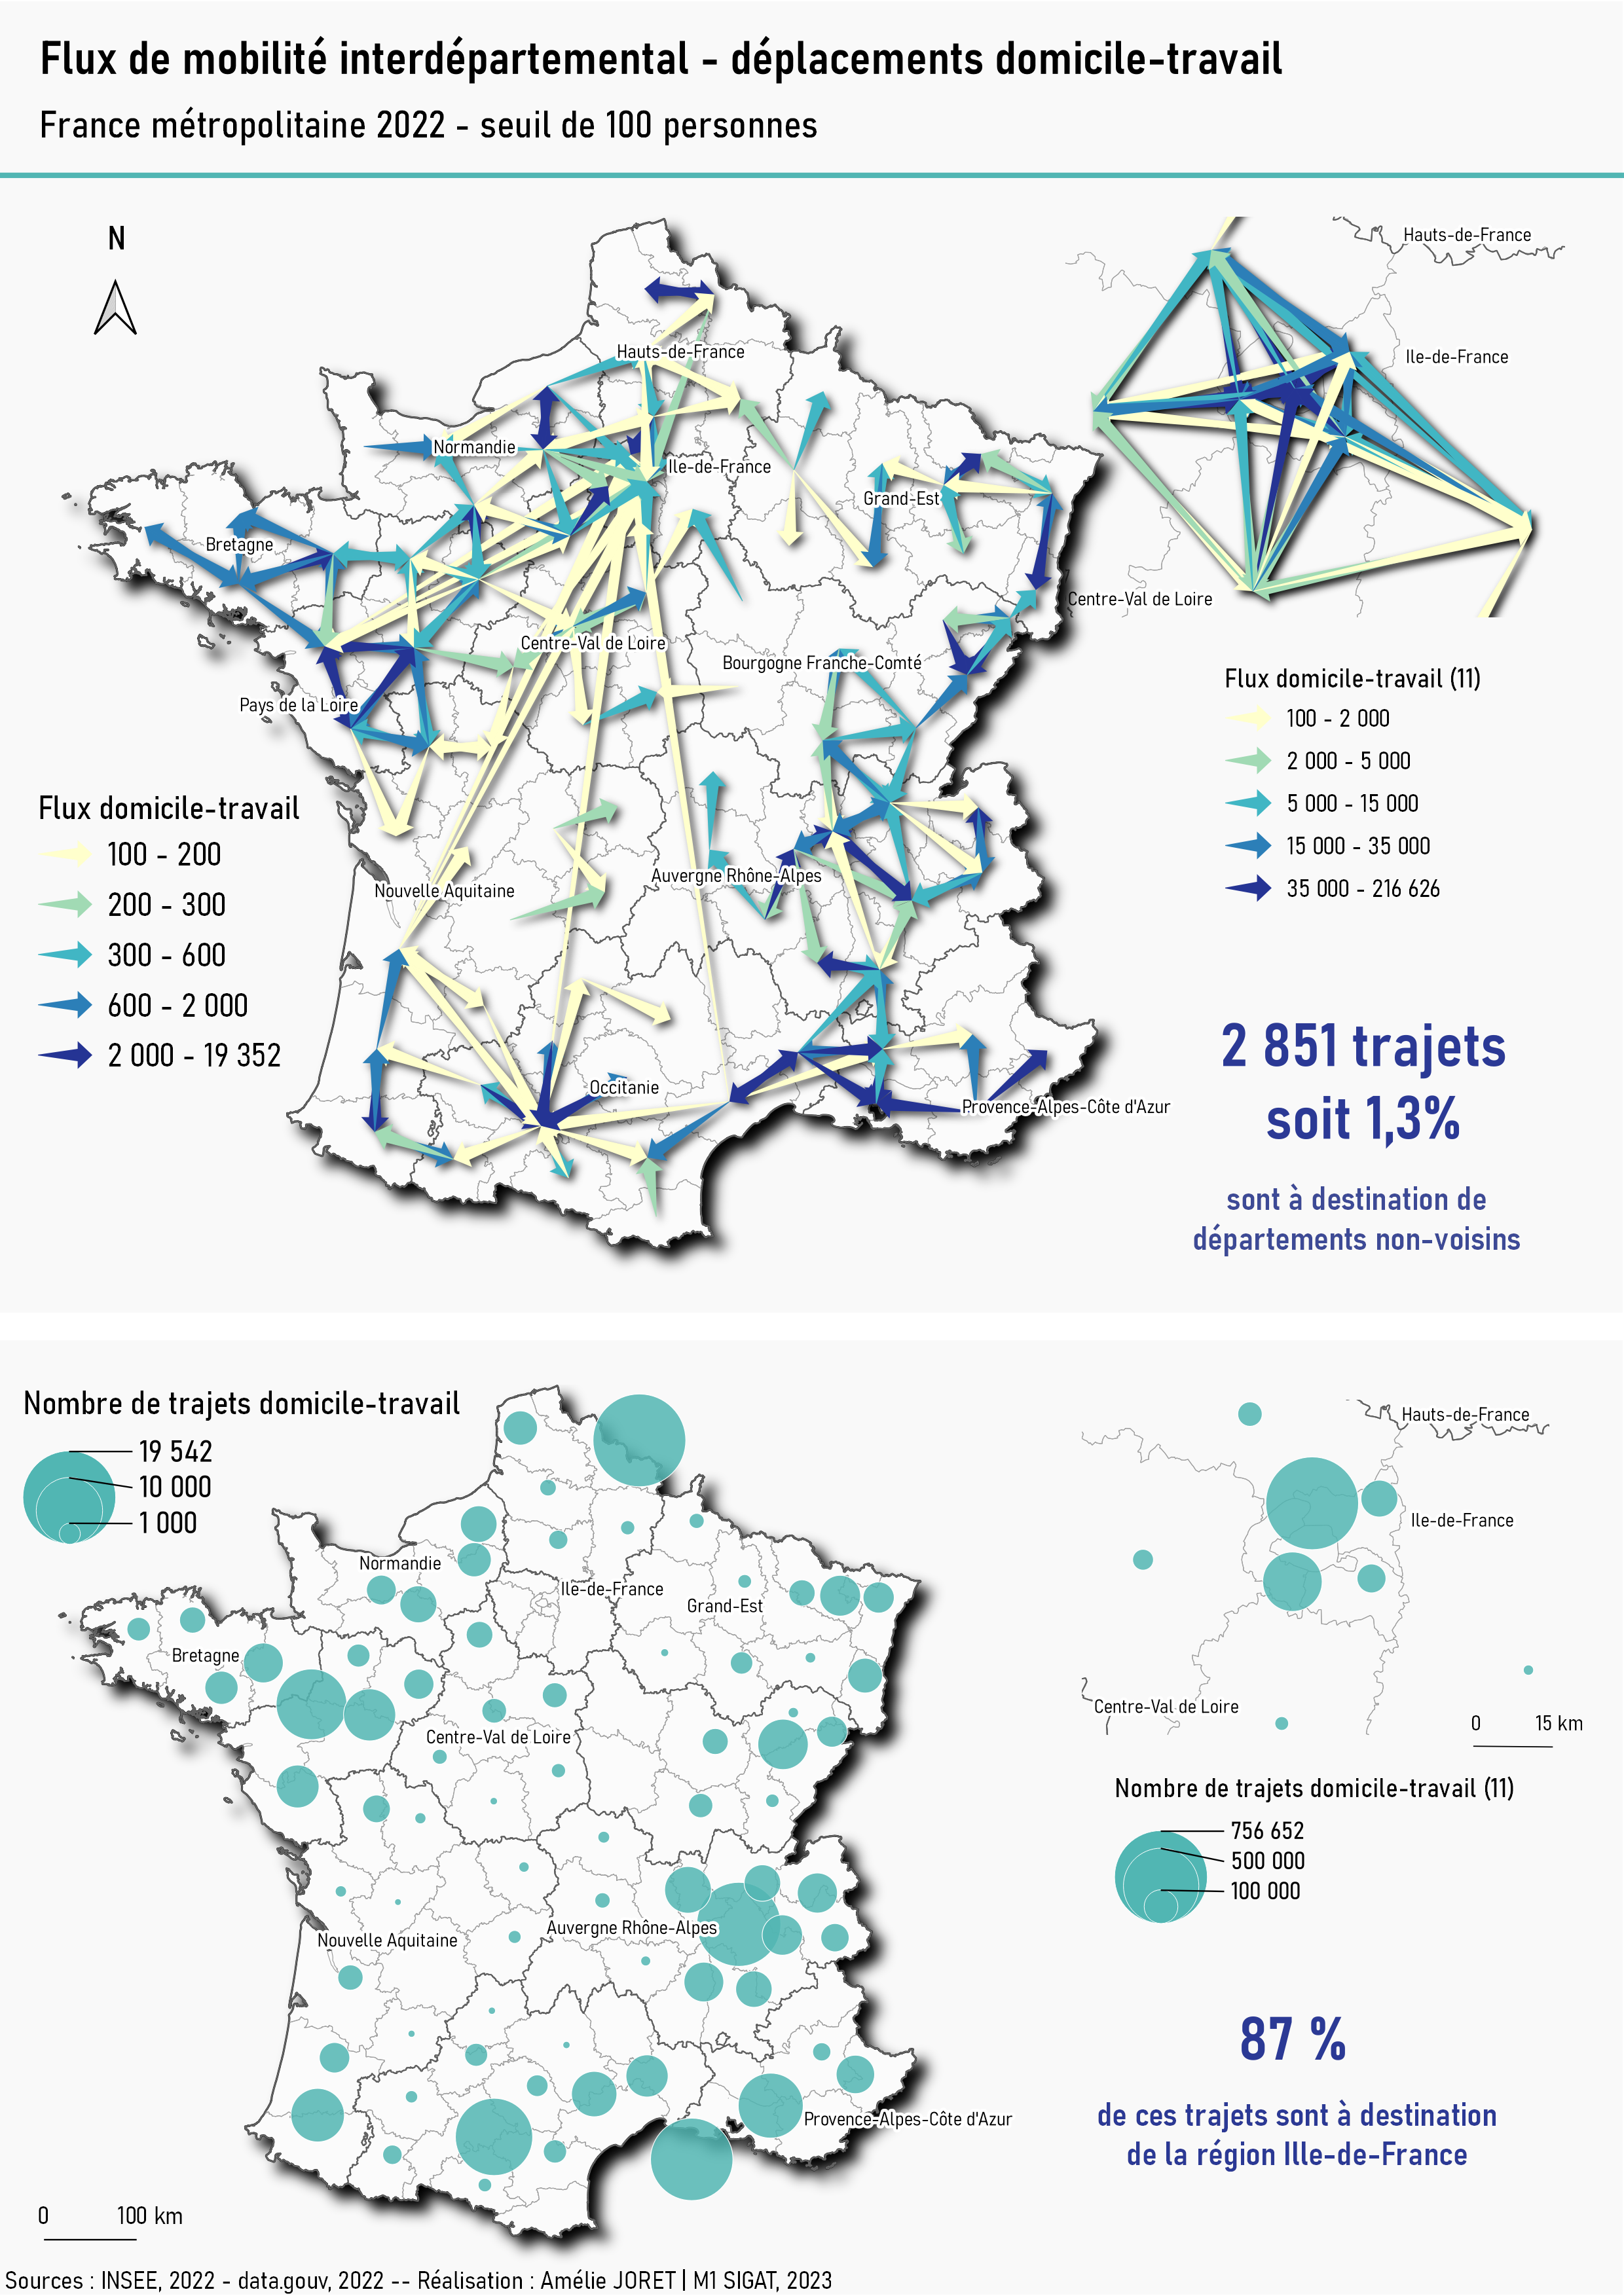 Flux de mobilité interdépartemental - déplacements domicile-travail
France métropolitaine 2022 - seuil de 100 personnes
N
Hauts-de-France
Normandie
Ile-de-France
Grand-Est
Bretagne
Centre-Val de Loire
Bourgogne Franche-Comté
Pays de la Loire
Auvergne Rhône-Alpes
Nouvelle Aquitaine
Occitanie
Provence-Alpes-Côte d'Azur
Hauts-de-France
Ile-de-France
Centre-Val de Loire
Flux domicile-travail
100 - 200
200 - 300
300 - 600
600 - 2 000
2 000 - 19 352
Flux domicile-travail (11)
100 - 2 000
2 000 - 5 000
5 000 - 15 000
15 000 - 35 000
35 000 - 216 626
2 851 trajets
soit 1,3%
sont à destination de
départements non-voisins
Nombre de trajets domicile-travail
19 542
10 000
1 000
Normandie
Ile-de-France
Grand-Est
Bretagne
Centre-Val de Loire
Auvergne Rhône-Alpes
Nouvelle Aquitaine
Provence-Alpes-Côte d'Azur
0 100 km
Hauts-de-France
Ile-de-France
Centre-Val de Loire
0 15 km
Nombre de trajets domicile-travail (11)
756 652
500 000
100 000
87 %
de ces trajets sont à destination
de la région Ille-de-France
Sources : INSEE, 2022 - data.gouv, 2022 -- Réalisation : Amélie JORET | M1 SIGAT, 2023